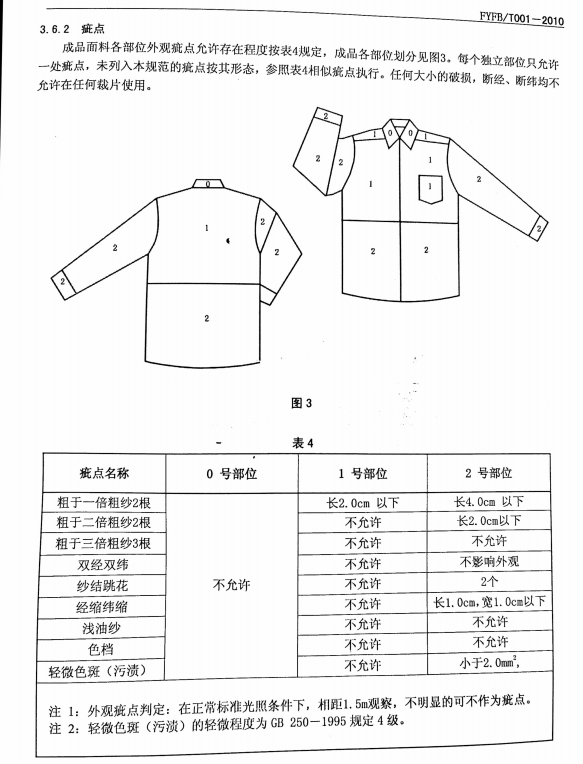 FYFB/T001—2010
3.6.2 疵点
成品面料各部位外观疵点允许存在程度按表4规定，成品各部位划分见图3。每个独立部位只允许
一处疵点，未列入本规范的疵点按其形态，参照表4相似疵点执行。任何大小的破损，断经、断纬均不
允许在任何裁片使用。
2
2 2
1 0 0 1
1 1 1
2
2
2 2
0
1
2
2
2
2
2
图 3
表 4
疵点名称 0 号部位 1 号部位 2 号部位
粗于一倍粗纱2根 长2.0cm 以下 长4.0cm 以下
粗于二倍粗纱2根 不允许 长2.0cm以下
粗于三倍粗纱3根 不允许 不允许
双经双纬 不允许 不影响外观
纱结跳花 不允许 不允许 2个
经缩纬缩 不允许 长1.0cm,宽1.0cm以下
浅油纱 不允许 不允许
色档 不允许 不允许
轻微色斑（污渍） 不允许 小于2.0mm²,
注 1：外观疵点判定：在正常标准光照条件下，相距1.5m观察，不明显的可不作为疵点。
注 2：轻微色斑（污渍）的轻微程度为 GB 250－1995 规定 4 级。